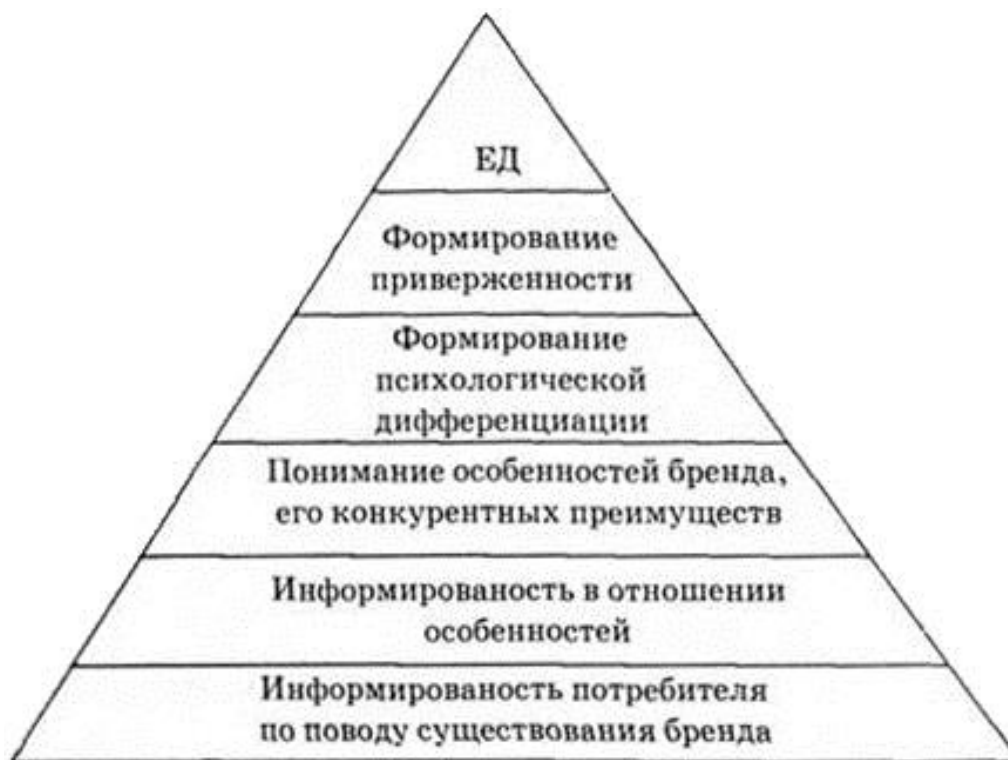 ЕД
Формирование
приверженности
Формирование
психологической
дифференциации
Понимание особенностей бренда,
его конкурентных преимуществ
Информированость в отношении
особенностей
Информированость потребителя
по поводу существования бренда